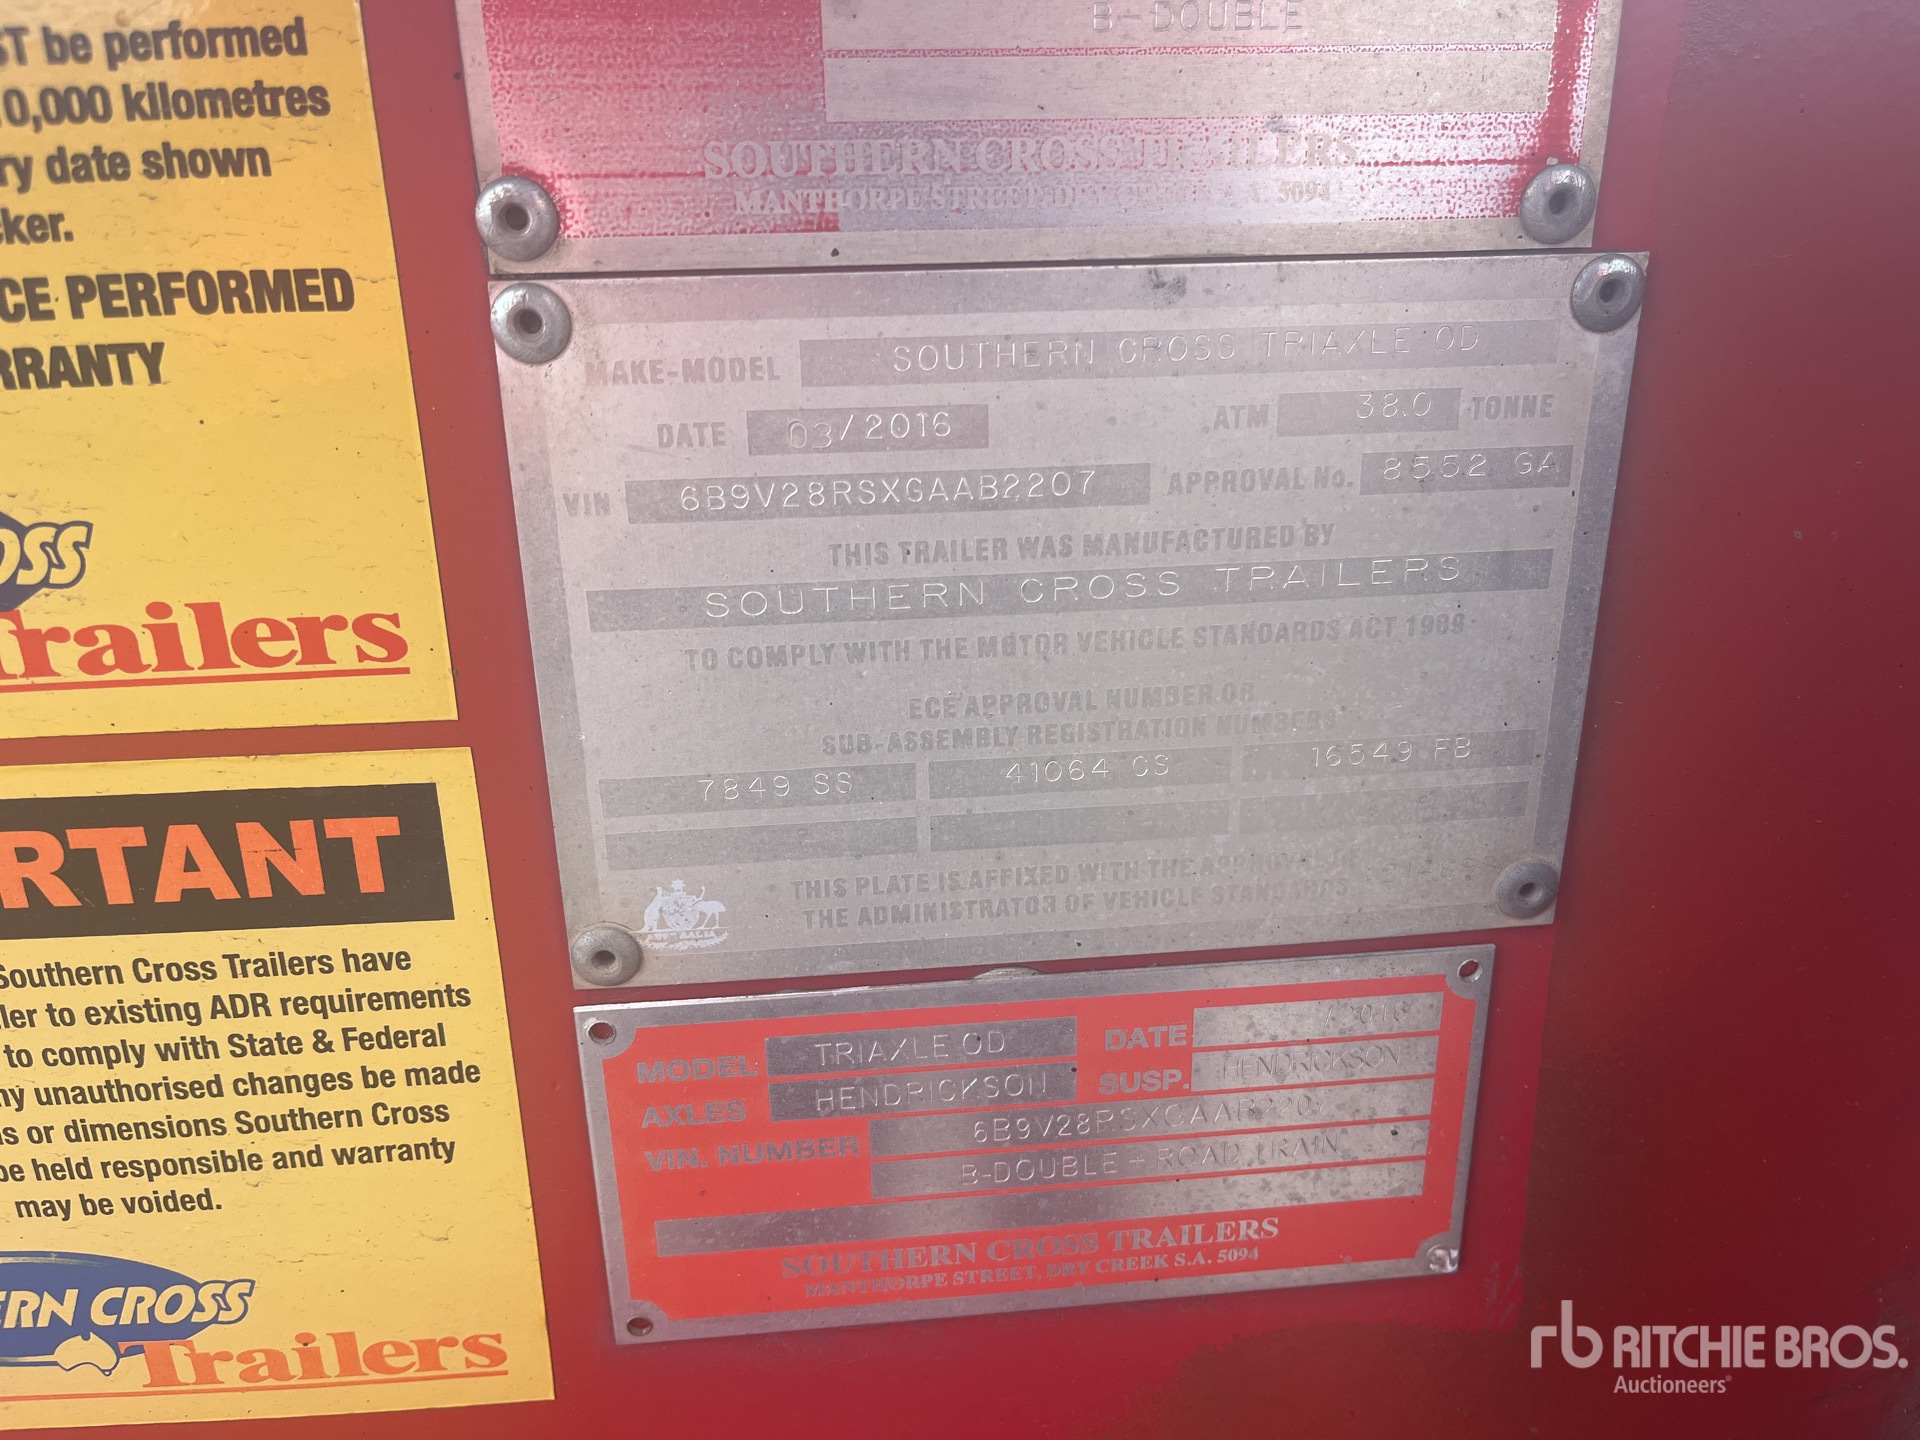 ST be performed
0,000 kilometres
ry date shown
ker.
CE PERFORMED
RRANTY
OSS
Trailers
RTANT
Southern Cross Trailers have
ler to existing ADR requirements
to comply with State & Federal
ny unauthorised changes be made
s or dimensions Southern Cross
be held responsible and warranty
may be voided.
ERN CROSS
Trailers
B-DOUBLE
SOUTHERN CROSS TRAILERS
MANTHORPE STREET, DRY S.A. 5094
MAKE-MODEL SOUTHERN CROSS TRIAXLE OD
DATE 03/2016 ATM 38.0 TONNE
VIN 6B9V28RSXGAAB2207 APPROVAL No. 8552 GA
THIS TRAILER WAS MANUFACTURED BY
SOUTHERN CROSS TRAILERS
TO COMPLY WITH THE MOTOR VEHICLE STANDARDS ACT 1989
ECE APPROVAL NUMBER OR
SUB-ASSEMBLY REGISTRATION NUMBERS
7849 SS 41064 CS 16549 FB
THIS PLATE IS AFFIXED WITH THE APPROVAL OF
THE ADMINISTRATOR OF VEHICLE STANDARDS
AUSTRALIA
MODEL TRIAXLE OD DATE /2016
AXLES HENDRICKSON SUSP. HENDRICKSON
VIN. NUMBER 6B9V28RSXGAAB2207
B-DOUBLE + ROAD TRAIN
SOUTHERN CROSS TRAILERS
MANTHORPE STREET, DRY CREEK S.A. 5094
rb RITCHIE BROS.
Auctioneers